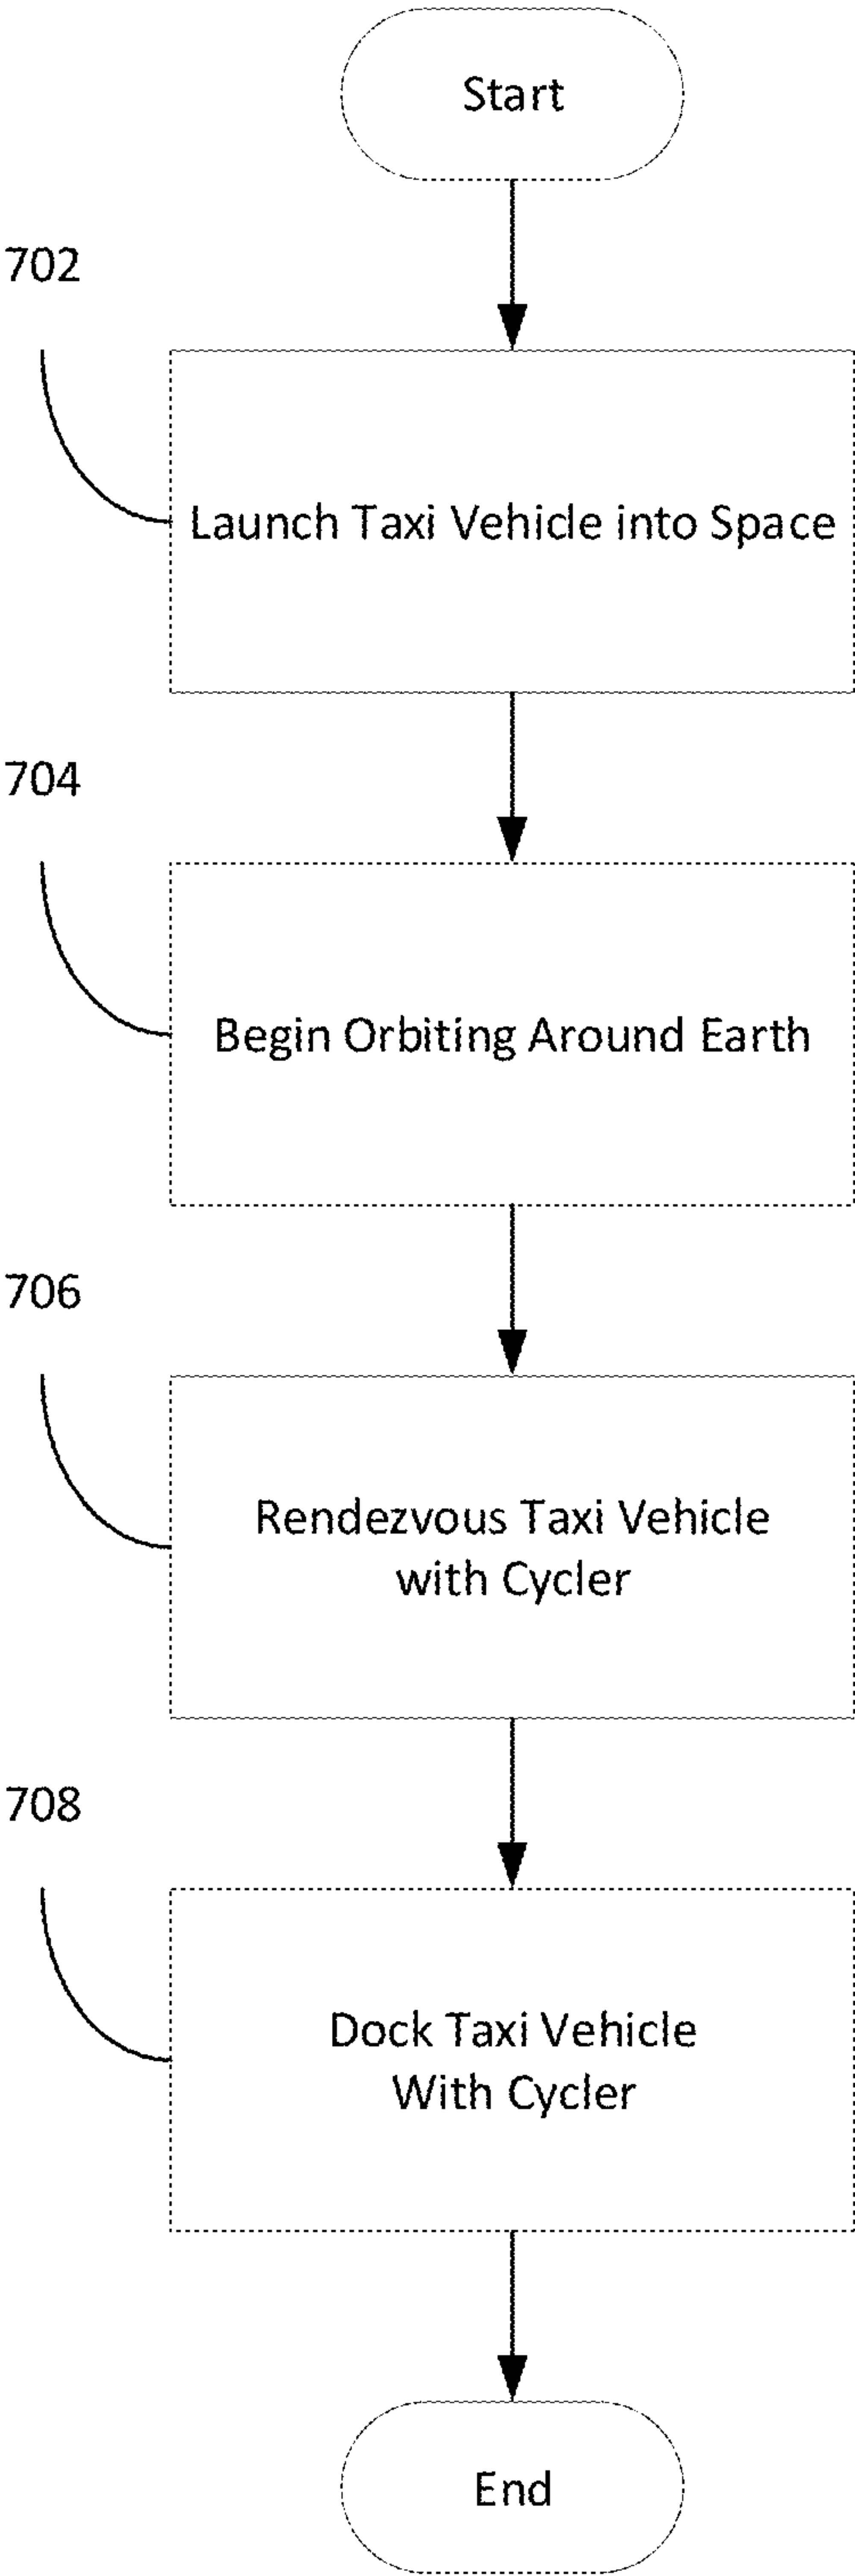 Start
702
Launch Taxi Vehicle into Space
704
Begin Orbiting Around Earth
706
Rendezvous Taxi Vehicle
with Cycler
708
Dock Taxi Vehicle
With Cycler
End